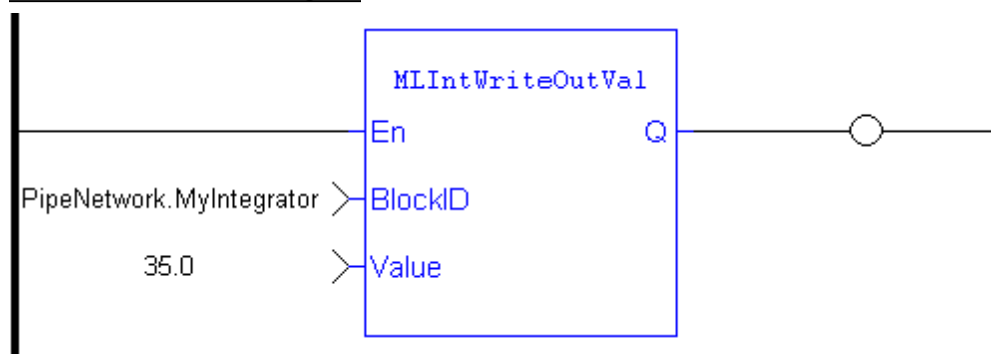 MLIntWriteOutVal
En Q
PipeNetwork.MyIntegrator BlockID
35.0 Value